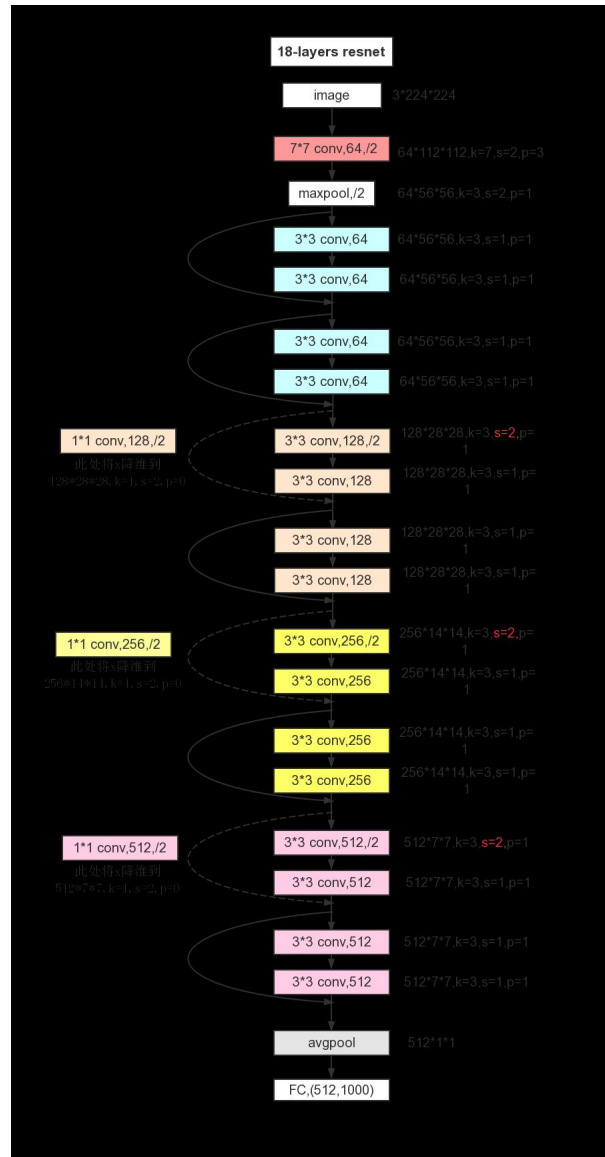 18-layers resnet
image 3*224*224
7*7 conv,64,/2 64*112*112,k=7,s=2,p=3
maxpool,/2 64*56*56,k=3,s=2,p=1
3*3 conv,64 64*56*56,k=3,s=1,p=1
3*3 conv,64 64*56*56,k=3,s=1,p=1
3*3 conv,64 64*56*56,k=3,s=1,p=1
3*3 conv,64 64*56*56,k=3,s=1,p=1
1*1 conv,128,/2 3*3 conv,128,/2 128*28*28,k=3,s=2,p=
1
此处将x降维到
128*28*28,k=1,s=2,p=0
3*3 conv,128 128*28*28,k=3,s=1,p=
1
3*3 conv,128 128*28*28,k=3,s=1,p=
1
3*3 conv,128 128*28*28,k=3,s=1,p=
1
1*1 conv,256,/2 3*3 conv,256,/2 256*14*14,k=3,s=2,p=
1
此处将x降维到
256*14*14,k=1,s=2,p=0
3*3 conv,256 256*14*14,k=3,s=1,p=
1
3*3 conv,256 256*14*14,k=3,s=1,p=
1
3*3 conv,256 256*14*14,k=3,s=1,p=
1
1*1 conv,512,/2 3*3 conv,512,/2 512*7*7,k=3,s=2,p=1
此处将x降维到
512*7*7,k=1,s=2,p=0
3*3 conv,512 512*7*7,k=3,s=1,p=1
3*3 conv,512 512*7*7,k=3,s=1,p=1
3*3 conv,512 512*7*7,k=3,s=1,p=1
avgpool 512*1*1
FC,(512,1000)